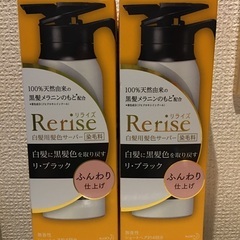 100%天然由来の
黒髪メラニンのもと配合
Rerise
リライズ
白髪用髪色サーバー 染毛料
白髪に黒髪色を取り戻す
リ・ブラック
ふんわり
仕上げ
100%天然由来の
黒髪メラニンのもと配合
Rerise
リライズ
白髪用髪色サーバー 染毛料
白髪に黒髪色を取り戻す
リ・ブラック
ふんわり
仕上げ